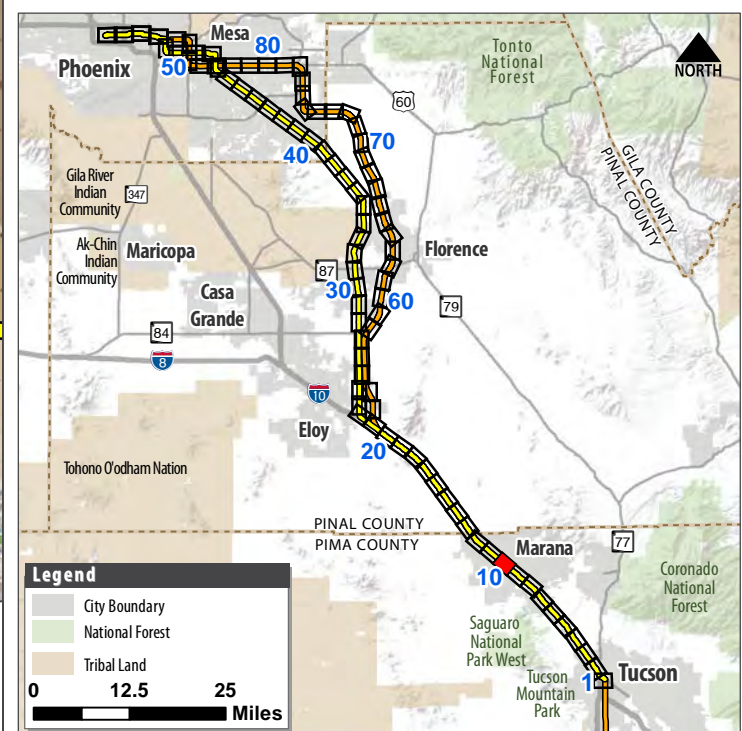 Mesa
80
Tonto
National
Forest
NORTH
Phoenix
50
60
70
40
GILA COUNTY
PINAL COUNTY
Gila River
Indian
Community
347
Ak-Chin
Indian
Community
Maricopa
Florence
87
30
60
Casa
Grande
79
84
8
10
Eloy
20
Tohono O'odham Nation
PINAL COUNTY
PIMA COUNTY
77
Marana
10
Coronado
National
Forest
Saguaro
National
Park West
Tucson
Mountain
Park
1
Tucson
Legend
City Boundary
National Forest
Tribal Land
0 12.5 25
Miles